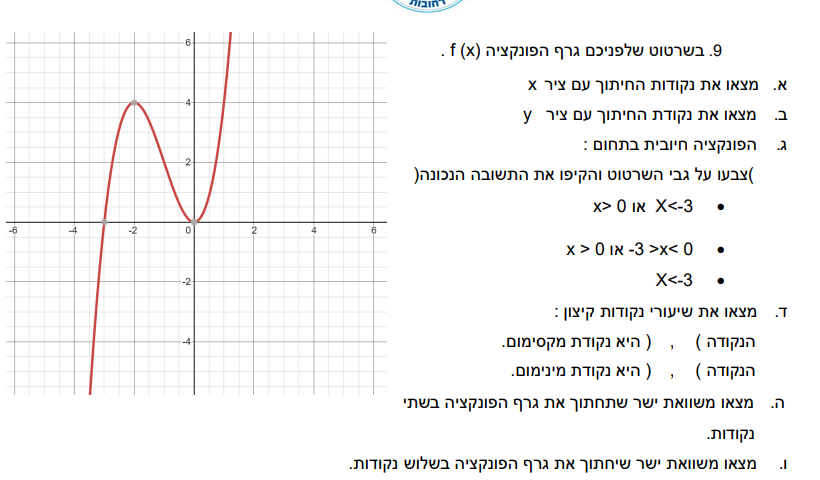 רחובות
9. בשרטוט שלפניכם גרף הפונקציה f (x) .
א. מצאו את נקודות החיתוך עם ציר x
ב. מצאו את נקודת החיתוך עם ציר y
ג. הפונקציה חיובית בתחום :
)צבעו על גבי השרטוט והקיפו את התשובה הנכונה(
• X<-3 או x> 0
• -3 >x< 0 או x > 0
• X<-3
ד. מצאו את שיעורי נקודות קיצון :
הנקודה ) , ( היא נקודת מקסימום.
הנקודה ) , ( היא נקודת מינימום.
ה. מצאו משוואת ישר שתחתוך את גרף הפונקציה בשתי
נקודות.
ו. מצאו משוואת ישר שיחתוך את גרף הפונקציה בשלוש נקודות.
6
4
2
-6 -4 -2 0 2 4 6
-2
-4